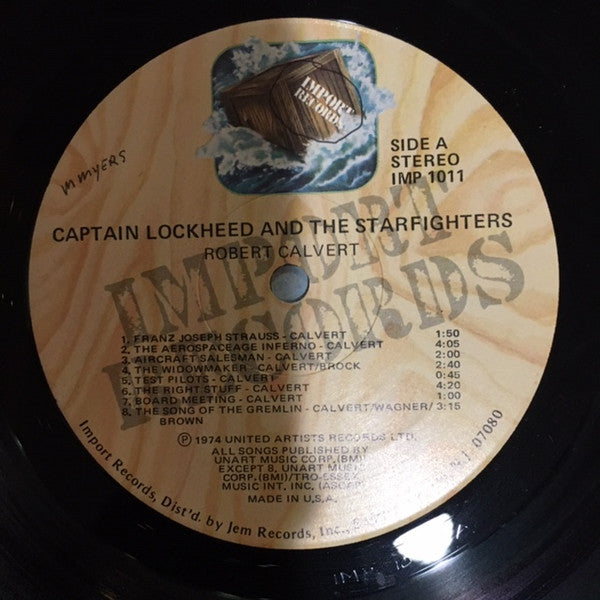 IMPORT
RECORDS
SIDE A
STEREO
IMP 1011
M MYERS
CAPTAIN LOCKHEED AND THE STARFIGHTERS
ROBERT CALVERT
IMPORT
RECORDS
1. FRANZ JOSEPH STRAUSS - CALVERT 1:50
2. THE AEROSPACEAGE INFERNO - CALVERT 4:05
3. AIRCRAFT SALESMAN - CALVERT 2:00
4. THE WIDOWMAKER - CALVERT/BROCK 2:40
5. TEST PILOTS - CALVERT 0:45
6. THE RIGHT STUFF - CALVERT 4:20
7. BOARD MEETING - CALVERT 1:00
8. THE SONG OF THE GREMLIN - CALVERT/WAGNER/ 3:15
BROWN
Ⓟ 1974 UNITED ARTISTS RECORDS LTD.
ALL SONGS PUBLISHED BY
UNART MUSIC CORP.(BMI)
EXCEPT 8, UNART MUSIC
CORP.(BMI)/TRO-ESSEX
MUSIC INT. INC. (ASCAP)
MADE IN U.S.A.
Import Records, Dist'd. by Jem Records, Inc., N.J. 07080